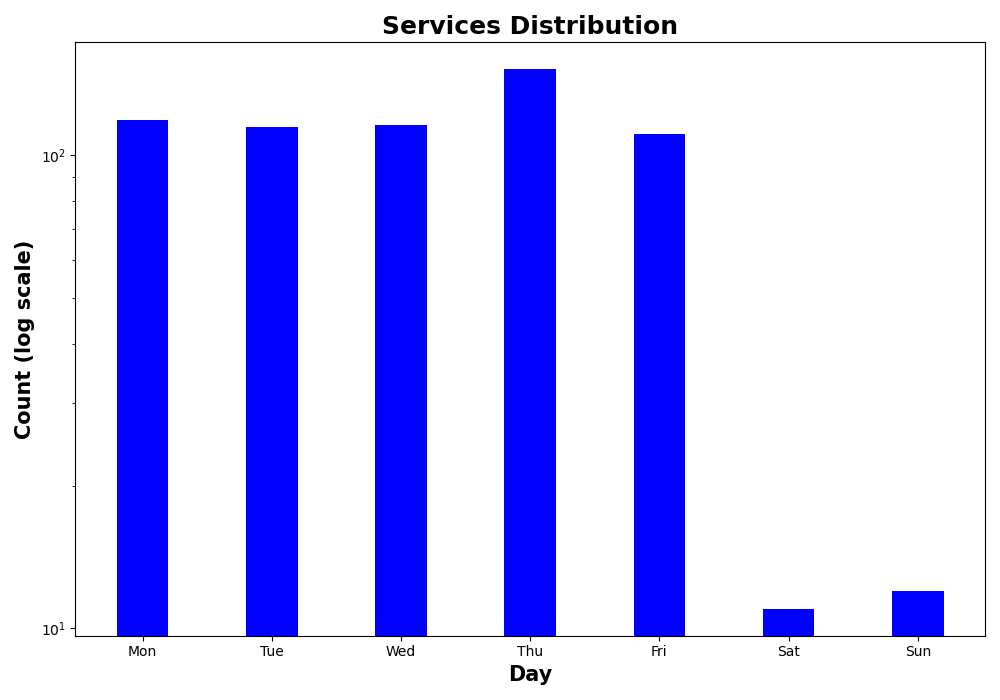 Services Distribution
Count (log scale)
10²
10¹
Mon Tue Wed Thu Fri Sat Sun
Day